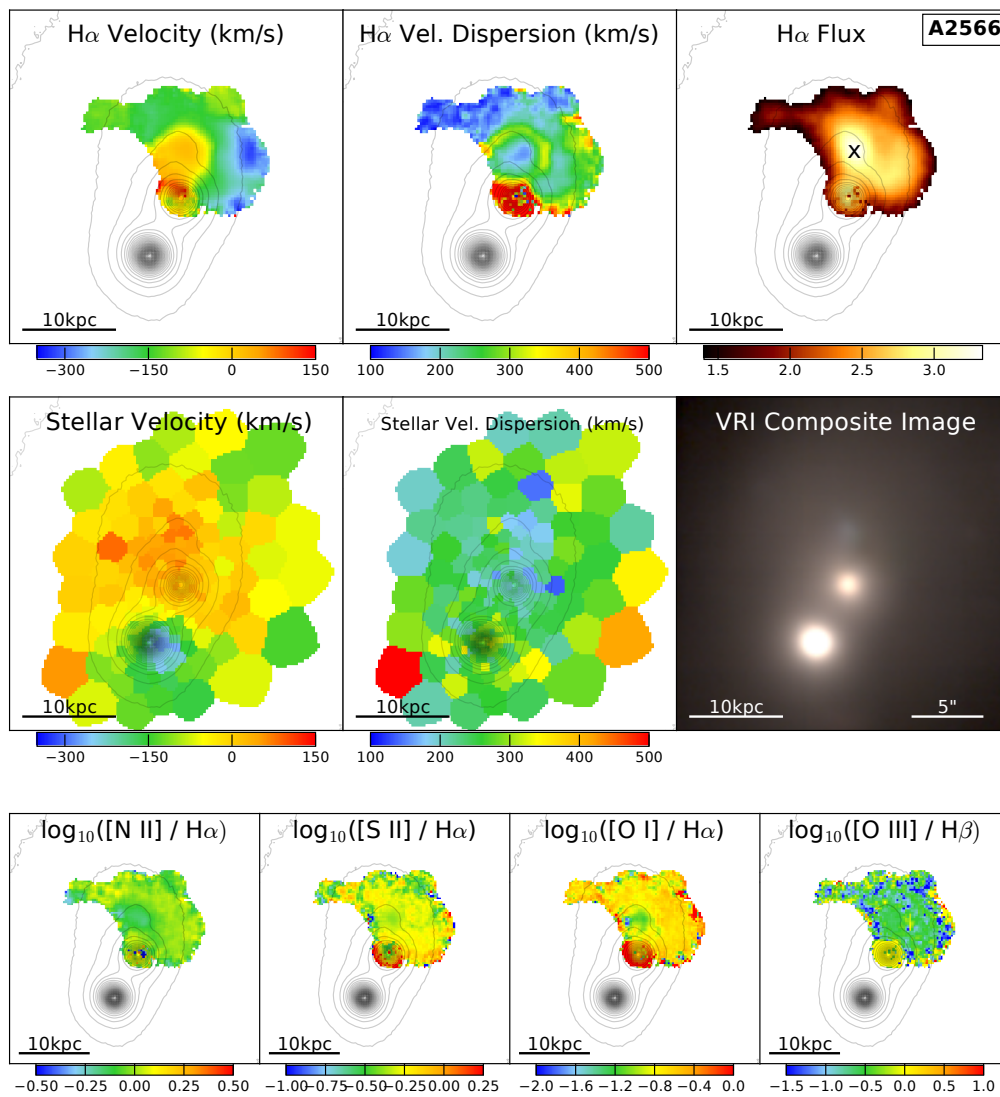 Hα Velocity (km/s)
Hα Vel. Dispersion (km/s)
Hα Flux
A2566
x
10kpc
10kpc
10kpc
−300 −150 0 150
100 200 300 400 500
1.5 2.0 2.5 3.0
Stellar Velocity (km/s)
Stellar Vel. Dispersion (km/s)
VRI Composite Image
10kpc
10kpc
10kpc
5"
−300 −150 0 150
100 200 300 400 500
log₁₀([N II] / Hα)
log₁₀([S II] / Hα)
log₁₀([O I] / Hα)
log₁₀([O III] / Hβ)
10kpc
10kpc
10kpc
10kpc
−0.50 −0.25 0.00 0.25 0.50
−1.00 −0.75 −0.50 −0.25 0.00 0.25
−2.0 −1.6 −1.2 −0.8 −0.4 0.0
−1.5 −1.0 −0.5 0.0 0.5 1.0